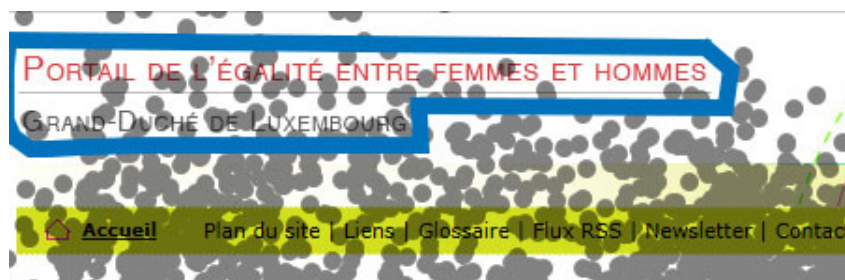 PORTAIL DE L'ÉGALITÉ ENTRE FEMMES ET HOMMES
GRAND-DUCHÉ DE LUXEMBOURG
Accueil Plan du site | Liens | Glossaire | Flux RSS | Newsletter | Contac